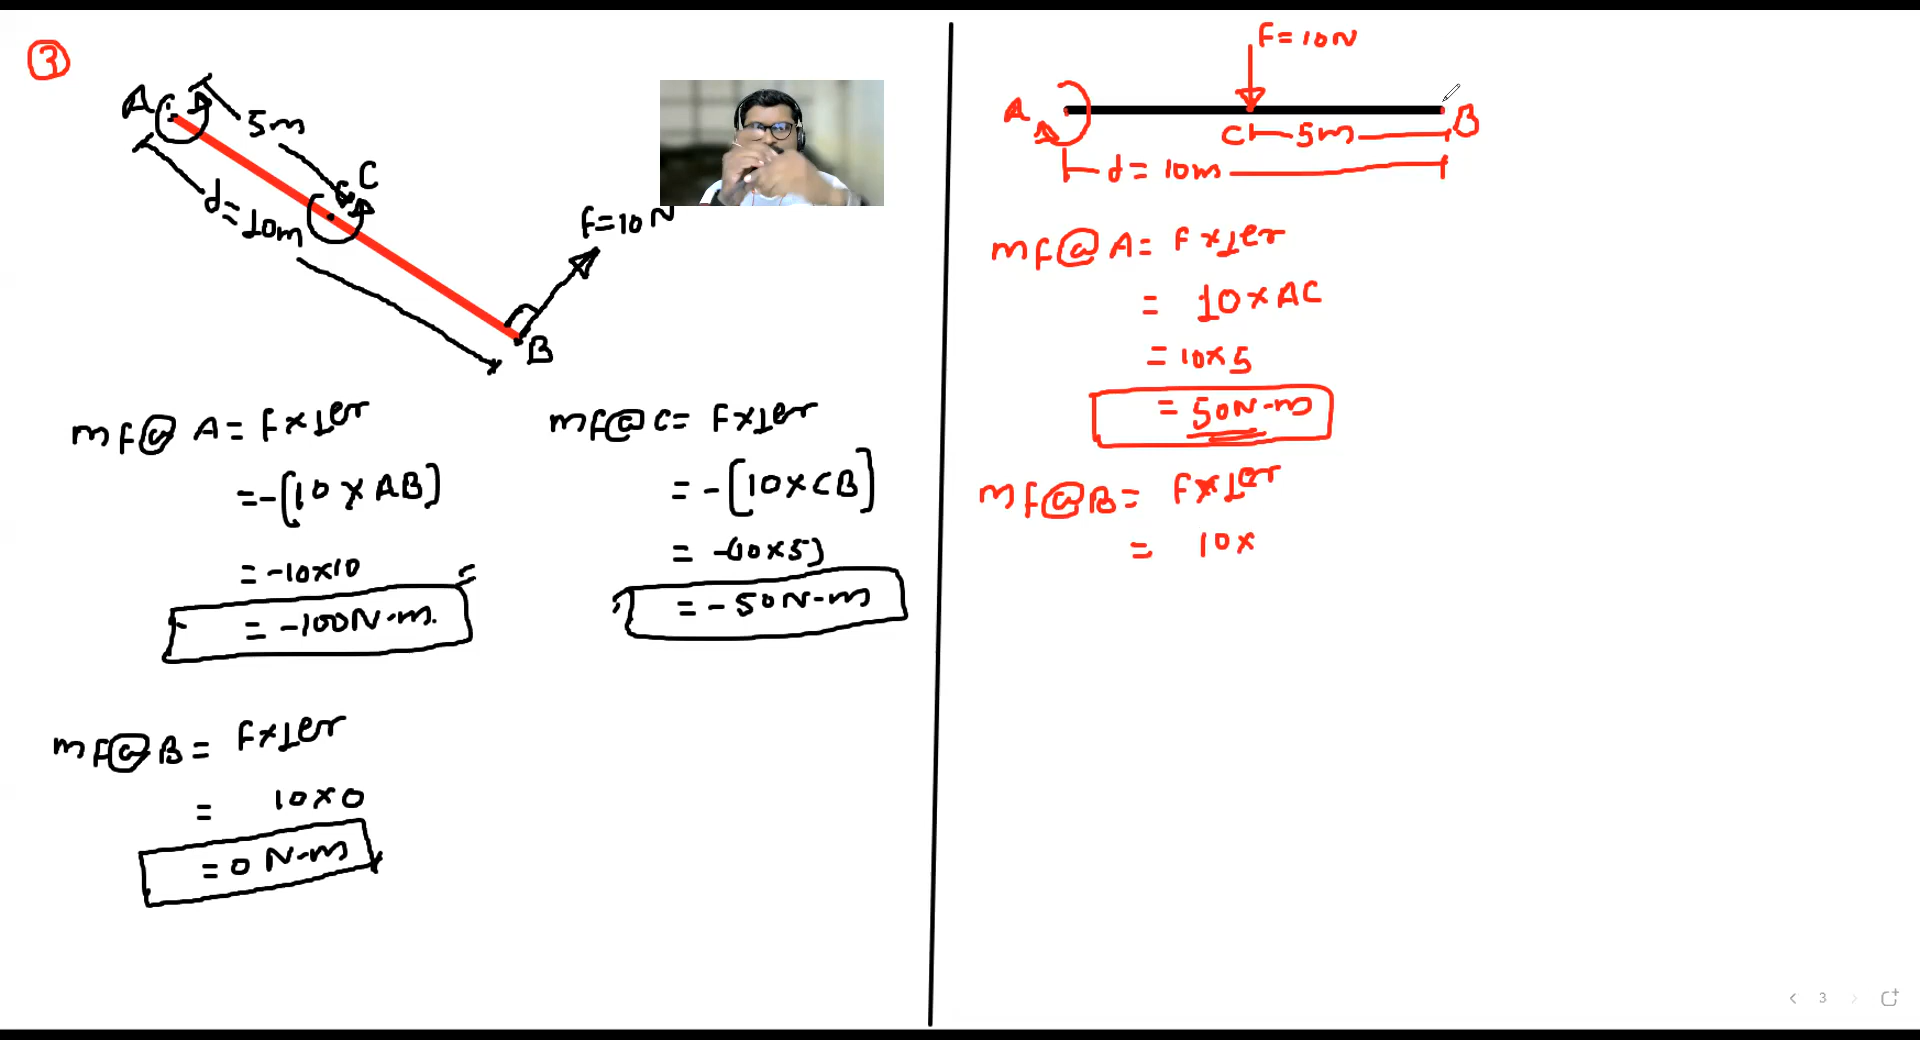 3
A
5m
C
d=10m
F=10N
B
mF@ A = F×⊥er
= -[10 × AB]
= -10×10
= -100N-m.
mF@ C = F×⊥er
= -[10×CB]
= -(10×5)
= -50N-m
mF@B = F×⊥er
= 10×0
= 0 N-m
F=10N
A
C
5m
B
d=10m
mF@ A = F×⊥er
= 10×AC
= 10×5
= 50N-m
mF@B = F×⊥er
= 10×
3